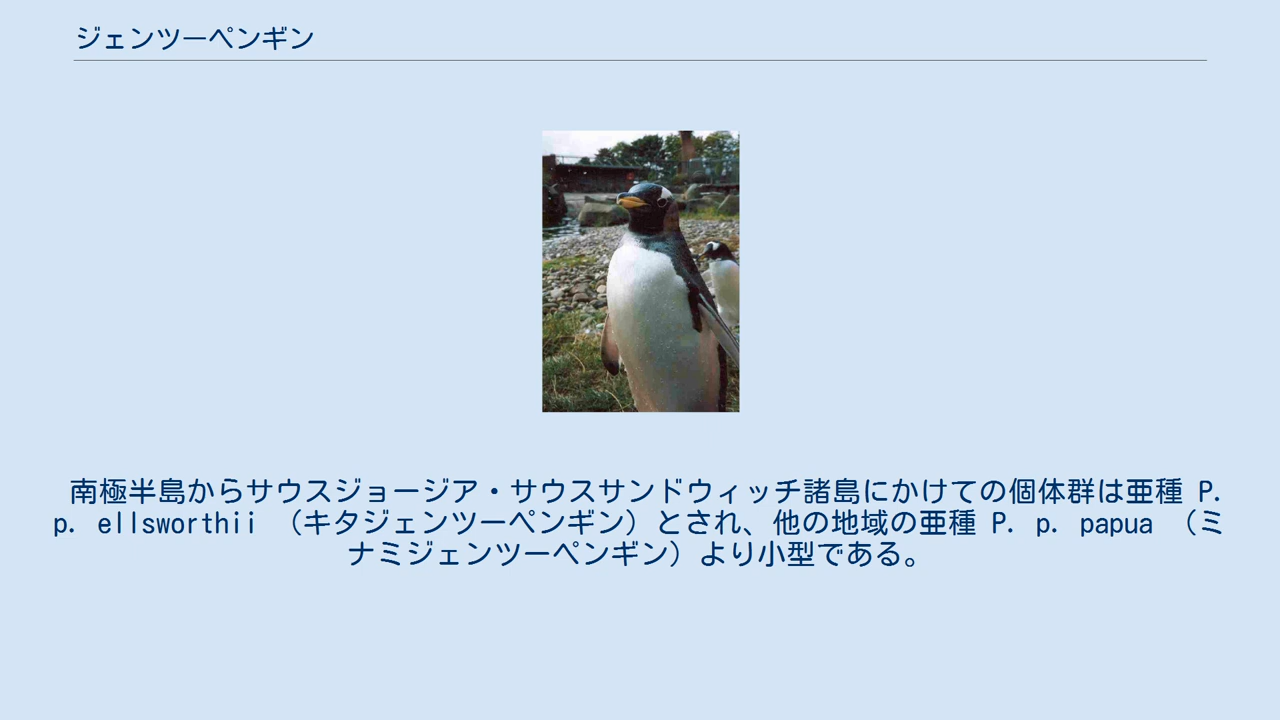 ジェンツーペンギン
南極半島からサウスジョージア・サウスサンドウィッチ諸島にかけての個体群は亜種 P.
p. ellsworthii （キタジェンツーペンギン）とされ、他の地域の亜種 P. p. papua （ミ
ナミジェンツーペンギン）より小型である。